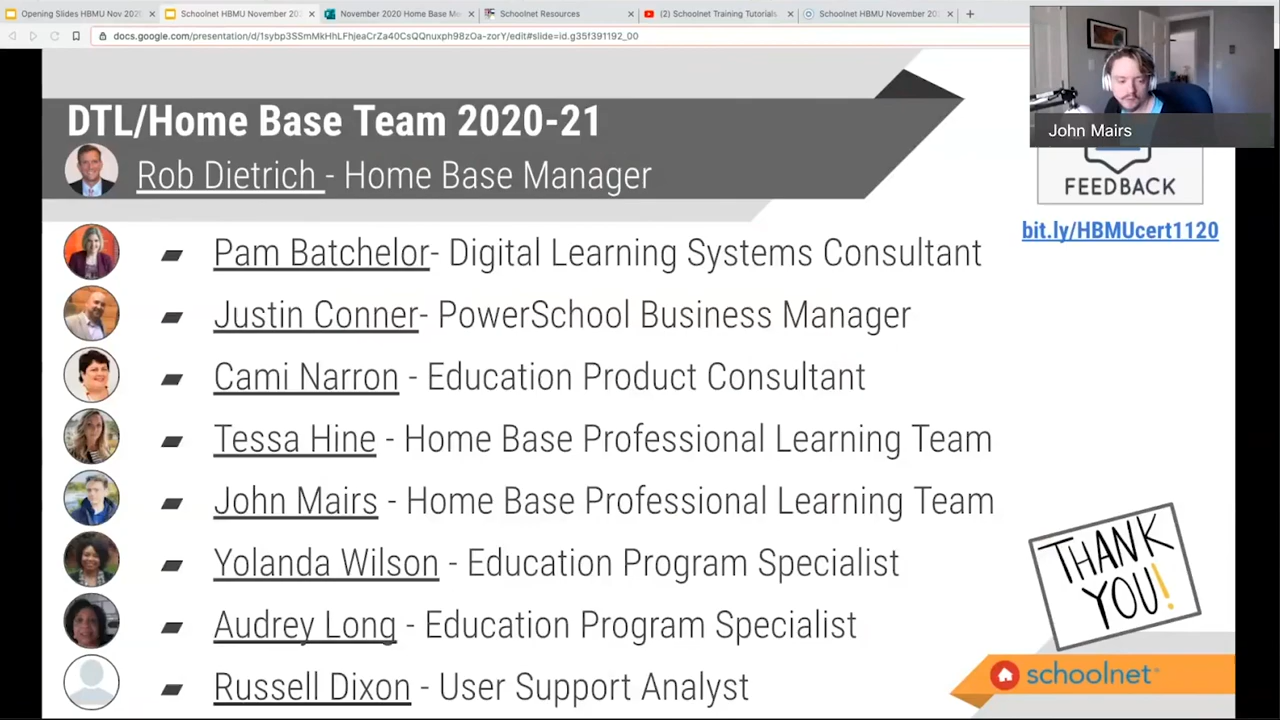 Opening Slides HBMU Nov 2020
Schoolnet HBMU November 202
November 2020 Home Base Me
Schoolnet Resources
(2) Schoolnet Training Tutorials
Schoolnet HBMU November 202
docs.google.com/presentation/d/1sybp3SSmMkHhLFhjeaCrZa40CsQQnuxph98zOa-zorY/edit#slide=id.g35f391192_00
John Mairs
DTL/Home Base Team 2020-21
Rob Dietrich - Home Base Manager
FEEDBACK
bit.ly/HBMUcert1120
Pam Batchelor- Digital Learning Systems Consultant
Justin Conner- PowerSchool Business Manager
Cami Narron - Education Product Consultant
Tessa Hine - Home Base Professional Learning Team
John Mairs - Home Base Professional Learning Team
Yolanda Wilson - Education Program Specialist
Audrey Long - Education Program Specialist
Russell Dixon - User Support Analyst
THANK
YOU!
schoolnet